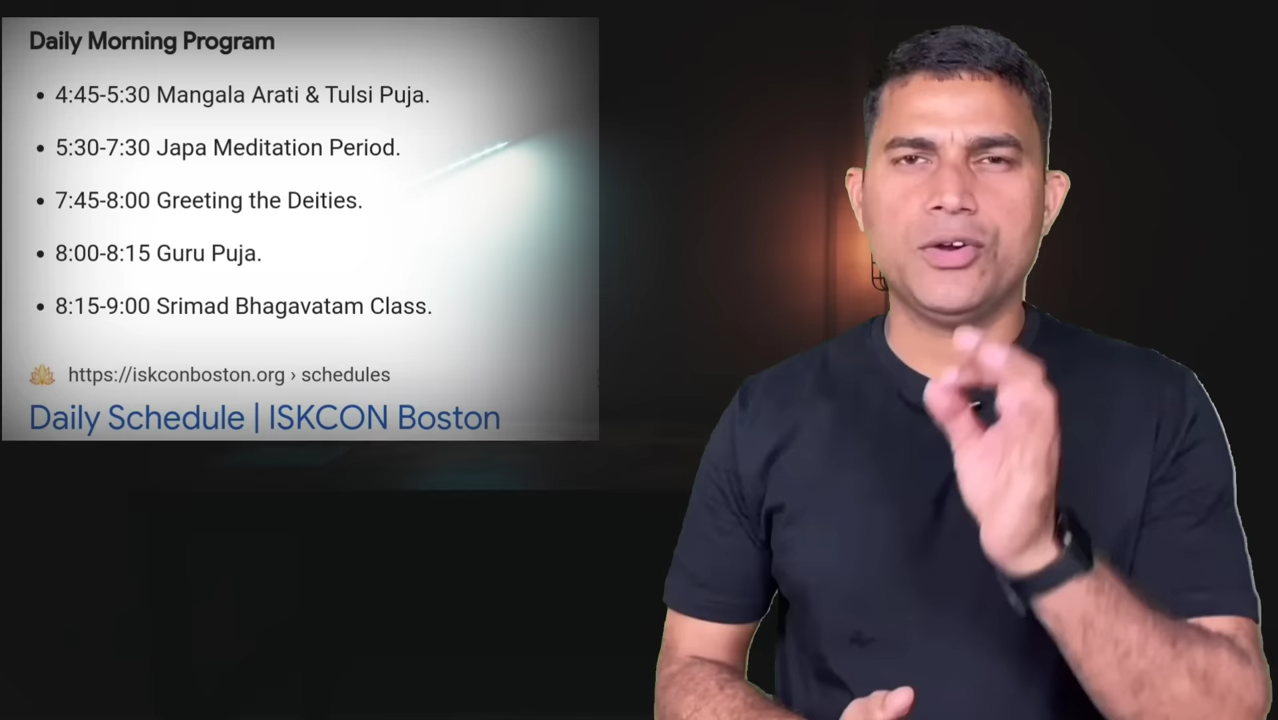 Daily Morning Program
• 4:45-5:30 Mangala Arati & Tulsi Puja.
• 5:30-7:30 Japa Meditation Period.
• 7:45-8:00 Greeting the Deities.
• 8:00-8:15 Guru Puja.
• 8:15-9:00 Srimad Bhagavatam Class.
https://iskconboston.org › schedules
Daily Schedule | ISKCON Boston